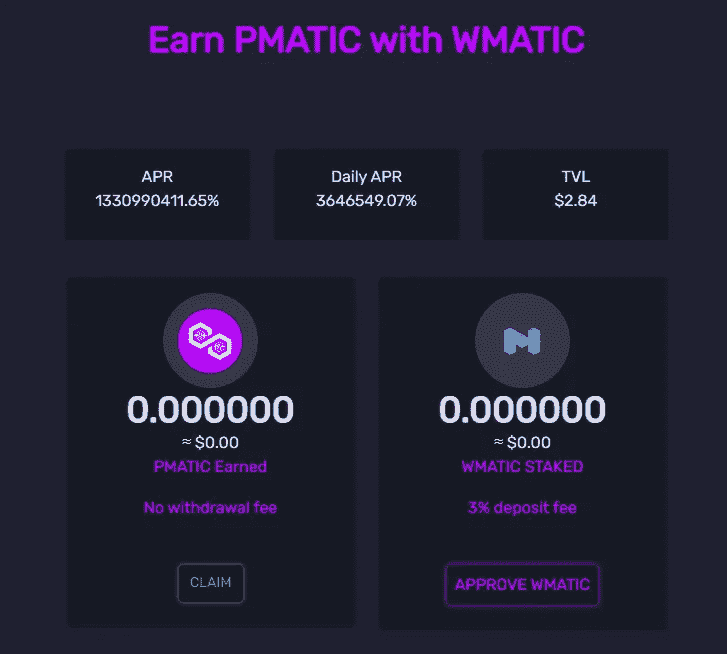 Earn PMATIC with WMATIC
APR
1330990411.65%
Daily APR
3646549.07%
TVL
$2.84
0.000000
≈ $0.00
PMATIC Earned
No withdrawal fee
CLAIM
0.000000
≈ $0.00
WMATIC STAKED
3% deposit fee
APPROVE WMATIC